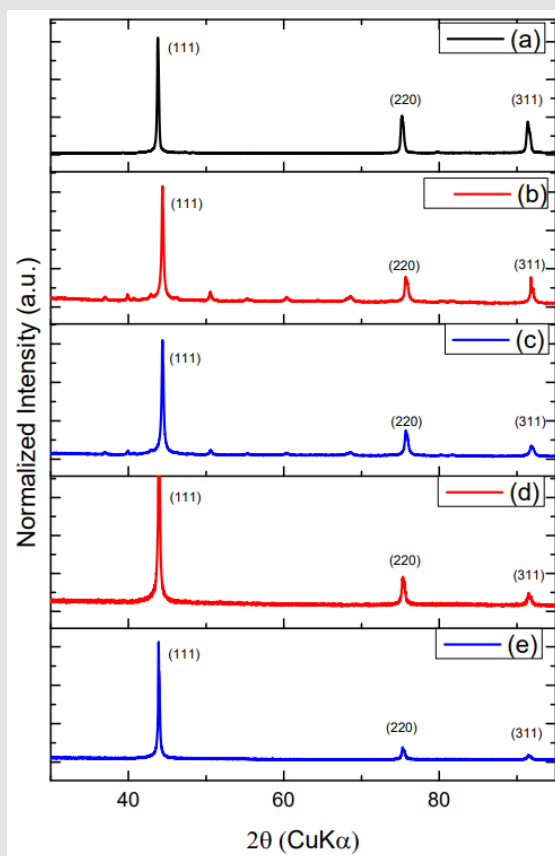 (111)
(220)
(311)
(a)
(111)
(220)
(311)
(b)
(111)
(220)
(311)
(c)
(111)
(220)
(311)
(d)
(111)
(220)
(311)
(e)
Normalized Intensity (a.u.)
40 60 80
2θ (CuKα)